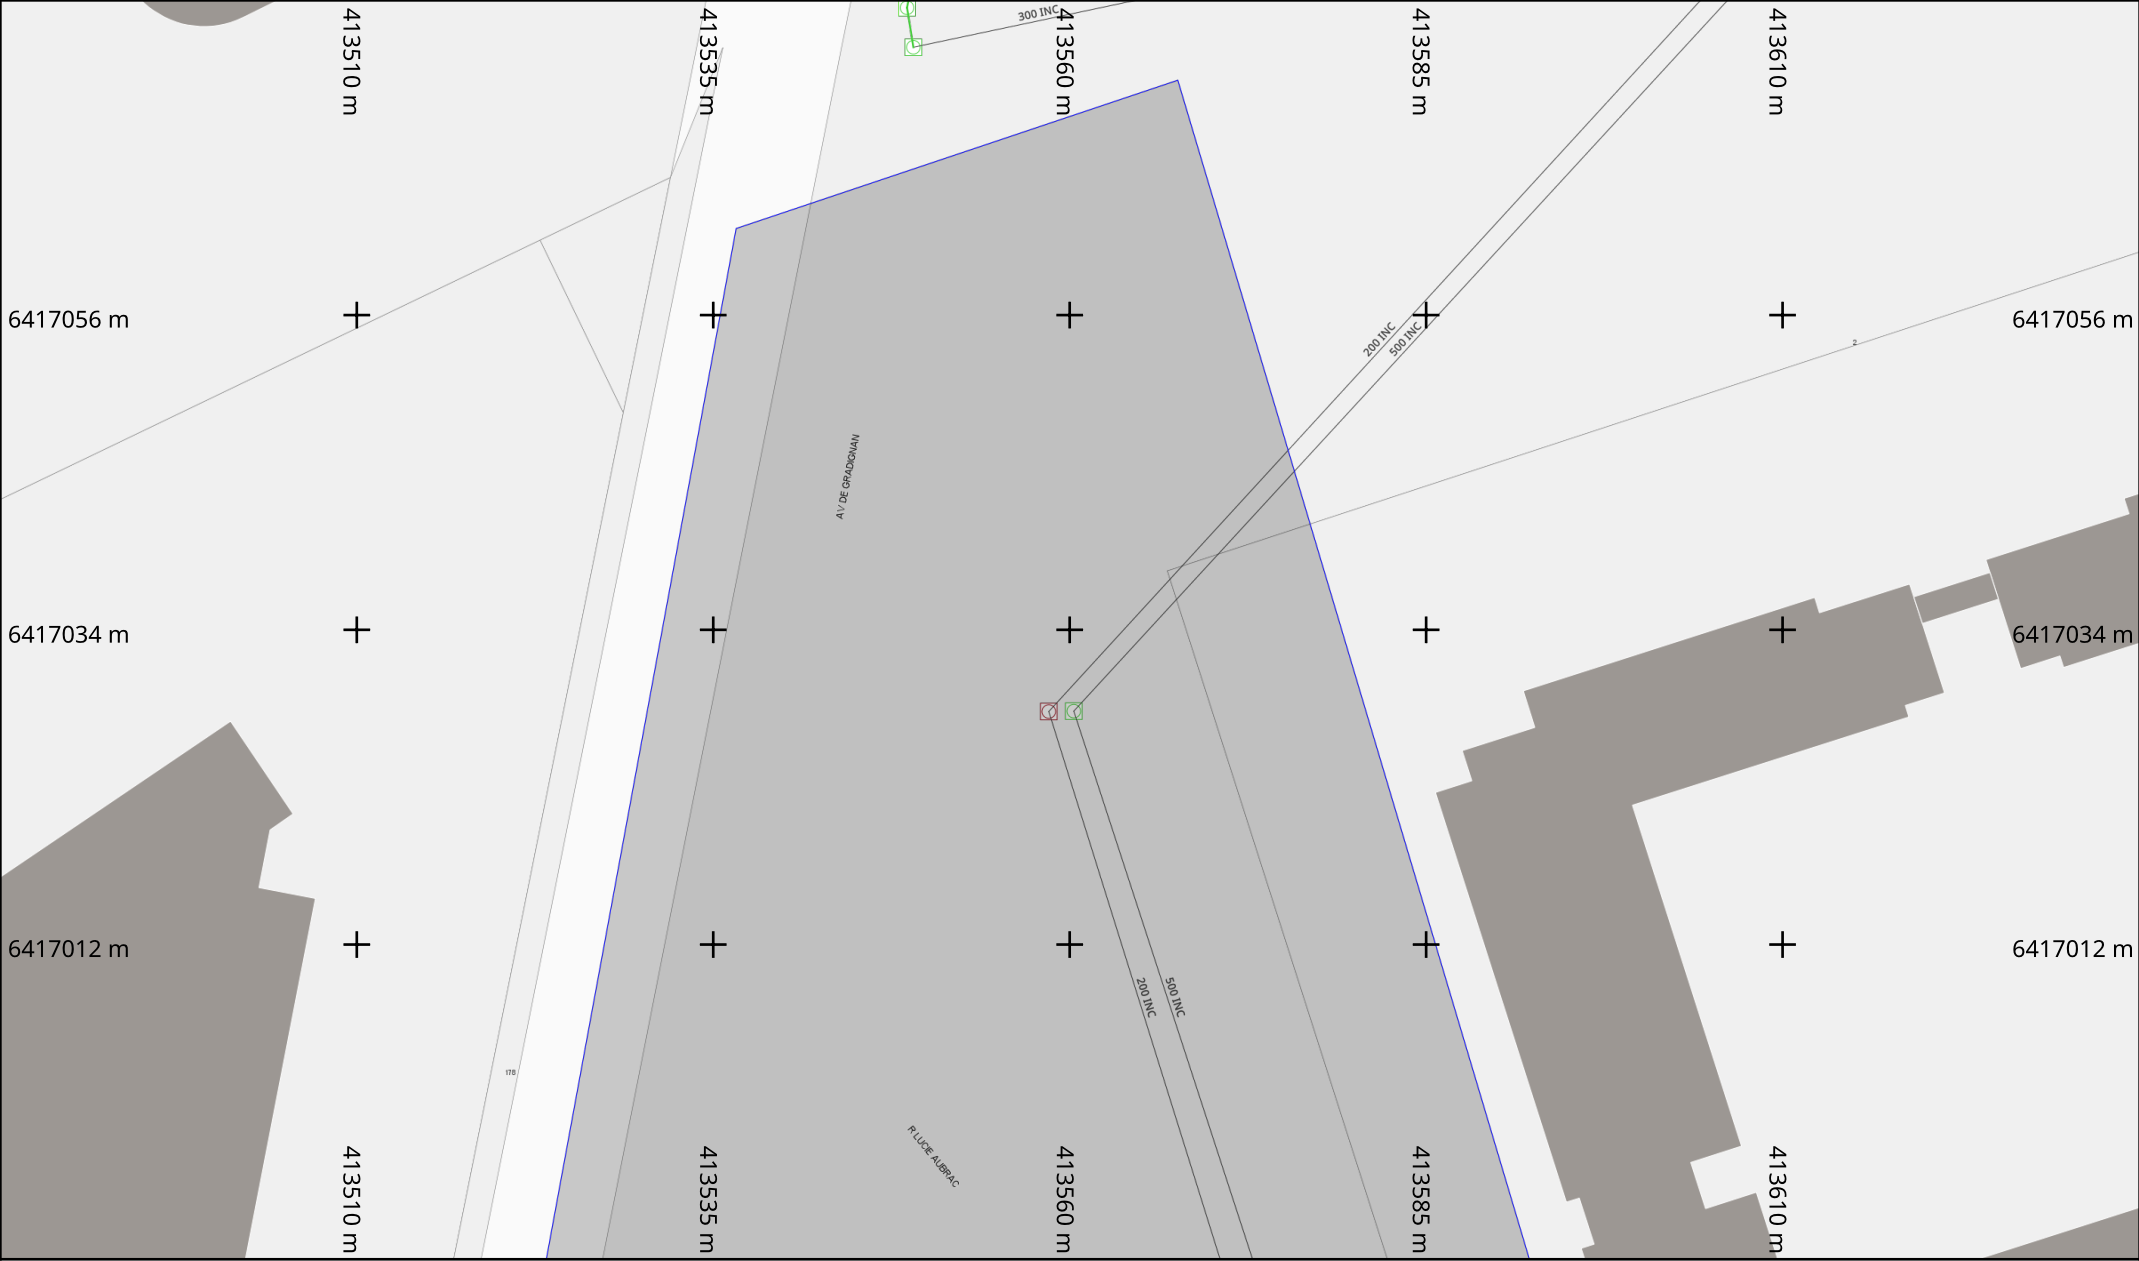 413510 m
413535 m
413560 m
413585 m
413610 m
300 INC
6417056 m
6417056 m
200 INC
500 INC
2
AV DE GRADIGNAN
6417034 m
6417034 m
6417012 m
6417012 m
200 INC
500 INC
178
R LUCIE AUBRAC
413510 m
413535 m
413560 m
413585 m
413610 m